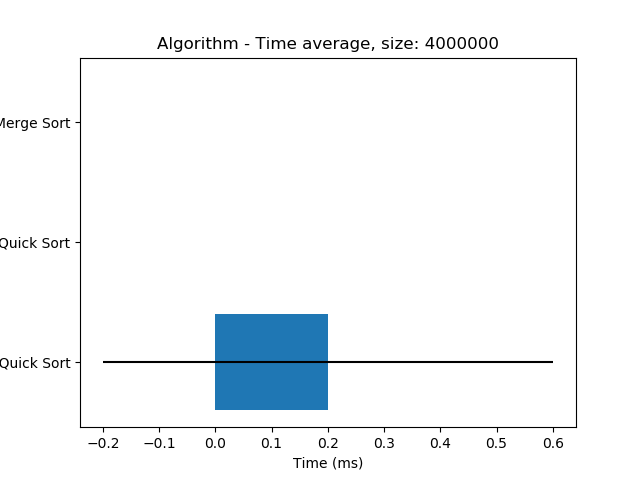 Algorithm - Time average, size: 4000000
Merge Sort
Quick Sort
Quick Sort
−0.2 −0.1 0.0 0.1 0.2 0.3 0.4 0.5 0.6
Time (ms)